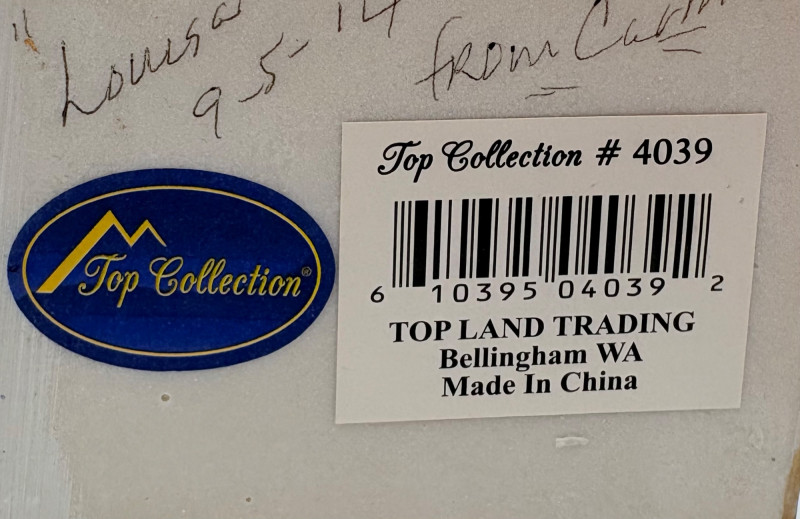 "
Louisa
9-5-14
from
Top Collection®
Top Collection # 4039
6 10395 04039 2
TOP LAND TRADING
Bellingham WA
Made In China